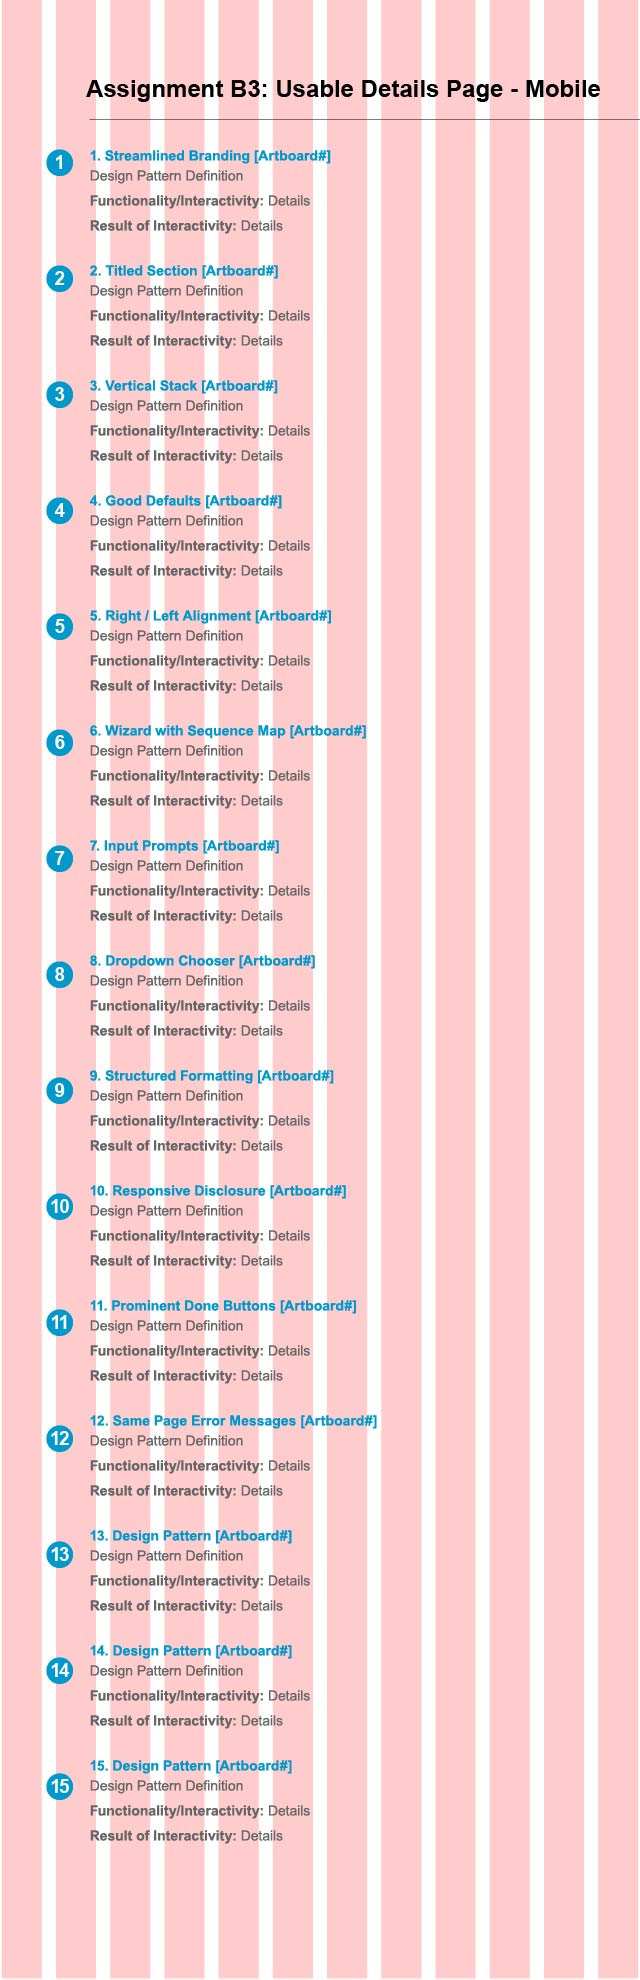 Assignment B3: Usable Details Page - Mobile
1
1. Streamlined Branding [Artboard#]
Design Pattern Definition
Functionality/Interactivity: Details
Result of Interactivity: Details
2
2. Titled Section [Artboard#]
Design Pattern Definition
Functionality/Interactivity: Details
Result of Interactivity: Details
3
3. Vertical Stack [Artboard#]
Design Pattern Definition
Functionality/Interactivity: Details
Result of Interactivity: Details
4
4. Good Defaults [Artboard#]
Design Pattern Definition
Functionality/Interactivity: Details
Result of Interactivity: Details
5
5. Right / Left Alignment [Artboard#]
Design Pattern Definition
Functionality/Interactivity: Details
Result of Interactivity: Details
6
6. Wizard with Sequence Map [Artboard#]
Design Pattern Definition
Functionality/Interactivity: Details
Result of Interactivity: Details
7
7. Input Prompts [Artboard#]
Design Pattern Definition
Functionality/Interactivity: Details
Result of Interactivity: Details
8
8. Dropdown Chooser [Artboard#]
Design Pattern Definition
Functionality/Interactivity: Details
Result of Interactivity: Details
9
9. Structured Formatting [Artboard#]
Design Pattern Definition
Functionality/Interactivity: Details
Result of Interactivity: Details
10
10. Responsive Disclosure [Artboard#]
Design Pattern Definition
Functionality/Interactivity: Details
Result of Interactivity: Details
11
11. Prominent Done Buttons [Artboard#]
Design Pattern Definition
Functionality/Interactivity: Details
Result of Interactivity: Details
12
12. Same Page Error Messages [Artboard#]
Design Pattern Definition
Functionality/Interactivity: Details
Result of Interactivity: Details
13
13. Design Pattern [Artboard#]
Design Pattern Definition
Functionality/Interactivity: Details
Result of Interactivity: Details
14
14. Design Pattern [Artboard#]
Design Pattern Definition
Functionality/Interactivity: Details
Result of Interactivity: Details
15
15. Design Pattern [Artboard#]
Design Pattern Definition
Functionality/Interactivity: Details
Result of Interactivity: Details